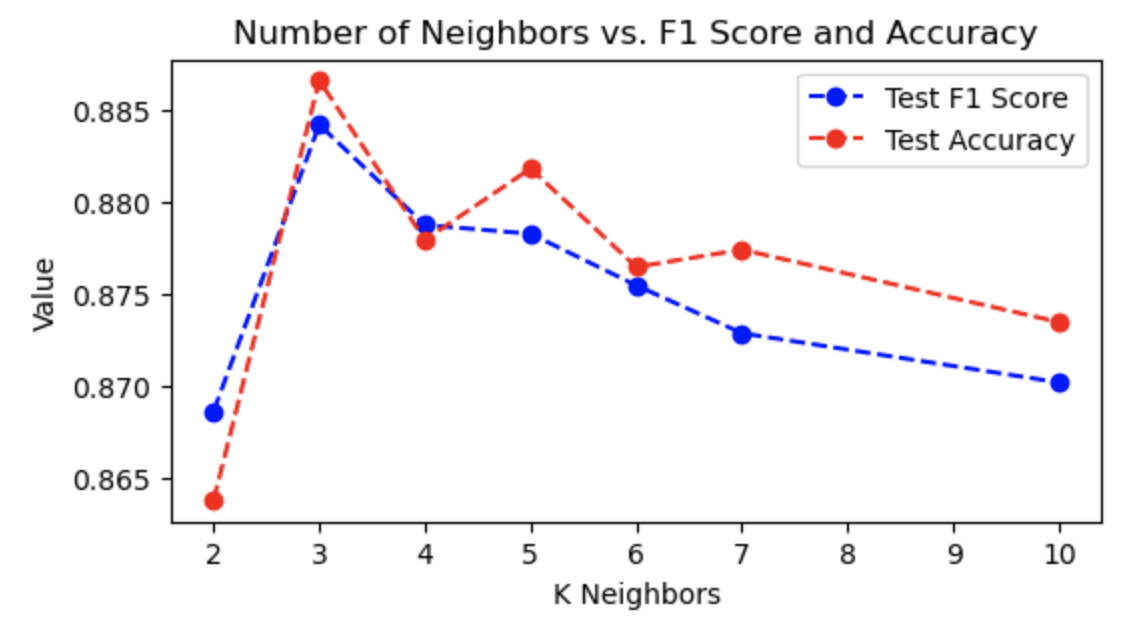 Number of Neighbors vs. F1 Score and Accuracy
Test F1 Score
Test Accuracy
0.885
0.880
0.875
0.870
0.865
Value
2 3 4 5 6 7 8 9 10
K Neighbors